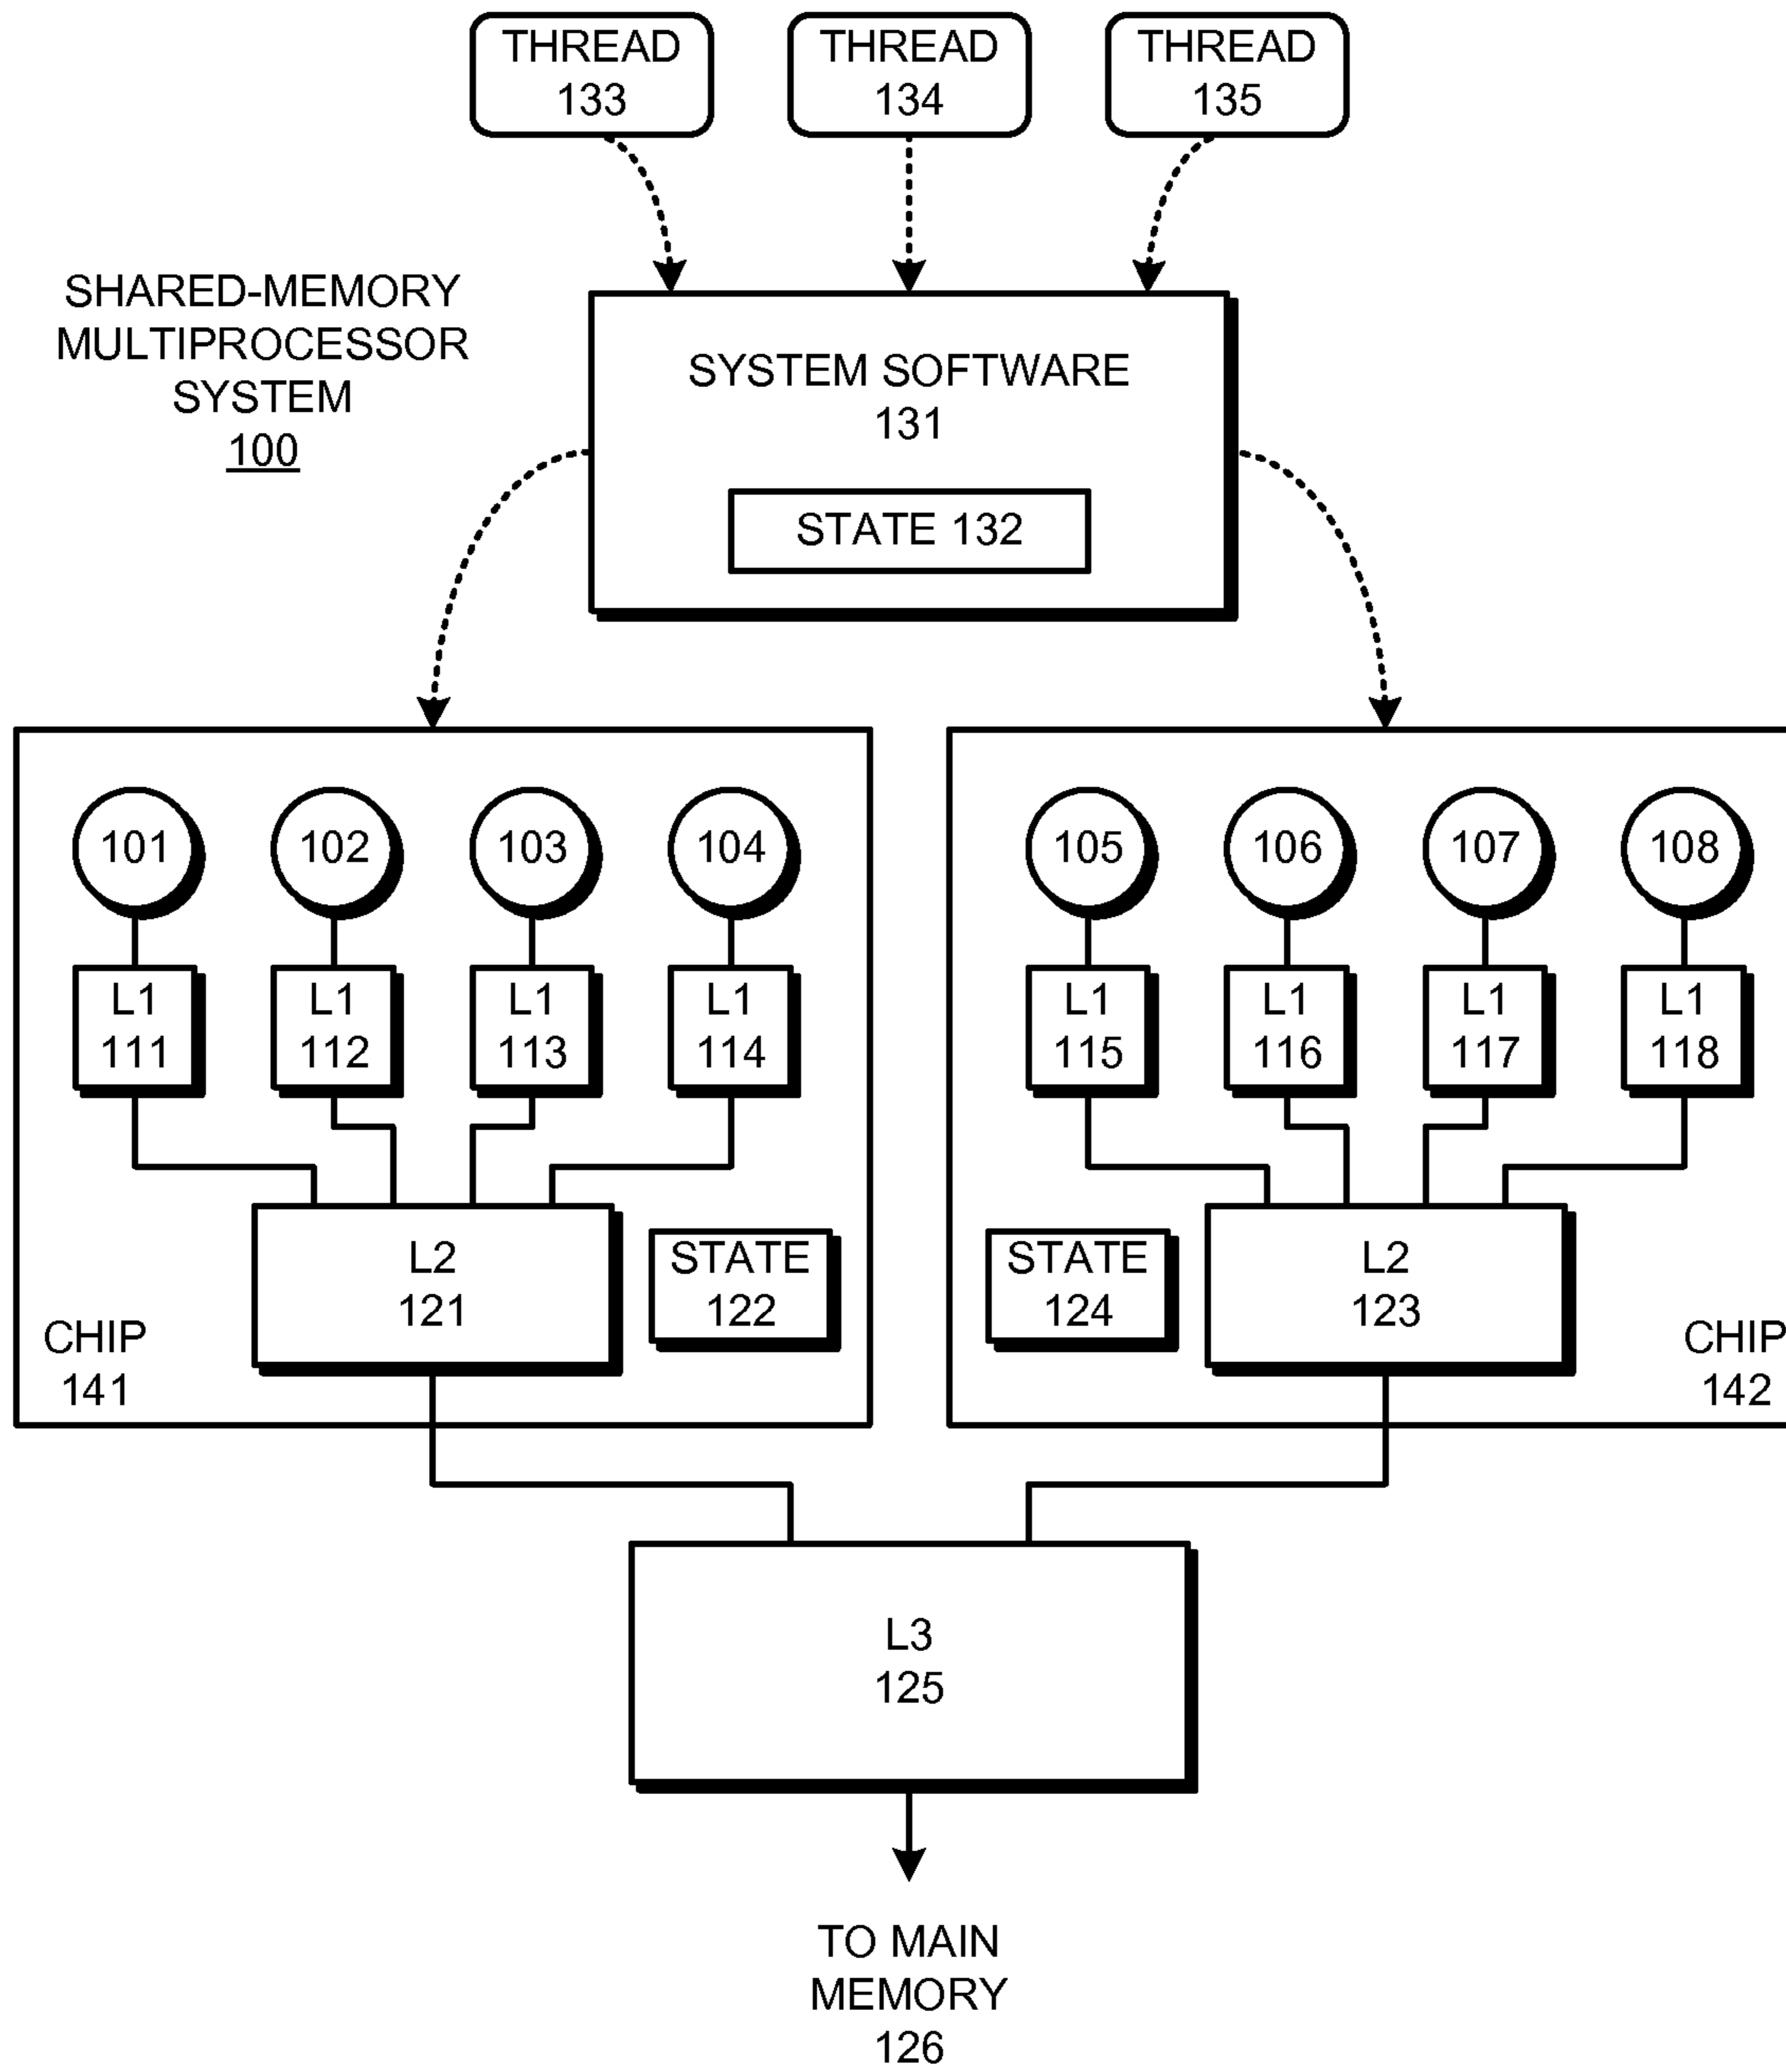 THREAD
133
THREAD
134
THREAD
135
SHARED-MEMORY
MULTIPROCESSOR
SYSTEM
100
SYSTEM SOFTWARE
131
STATE 132
101
102
103
104
L1
111
L1
112
L1
113
L1
114
L2
121
STATE
122
CHIP
141
105
106
107
108
L1
115
L1
116
L1
117
L1
118
STATE
124
L2
123
CHIP
142
L3
125
TO MAIN
MEMORY
126